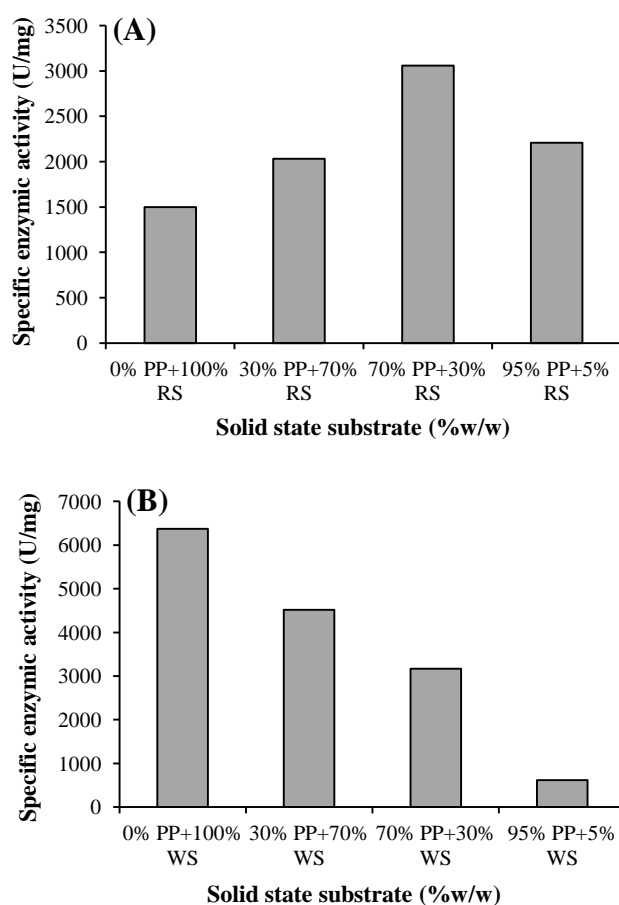 (A)
Specific enzymic activity (U/mg)
3500
3000
2500
2000
1500
1000
500
0
0% PP+100% 30% PP+70% 70% PP+30% 95% PP+5%
RS RS RS RS
Solid state substrate (%w/w)
(B)
Specific enzymic activity (U/mg)
7000
6000
5000
4000
3000
2000
1000
0
0% PP+100% 30% PP+70% 70% PP+30% 95% PP+5%
WS WS WS WS
Solid state substrate (%w/w)